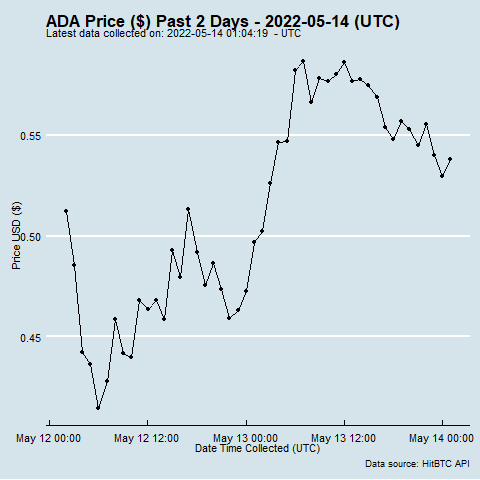 ADA Price ($) Past 2 Days - 2022-05-14 (UTC)
Latest data collected on: 2022-05-14 01:04:19 - UTC
Price USD ($)
0.55
0.50
0.45
May 12 00:00 May 12 12:00 May 13 00:00 May 13 12:00 May 14 00:00
Date Time Collected (UTC)
Data source: HitBTC API